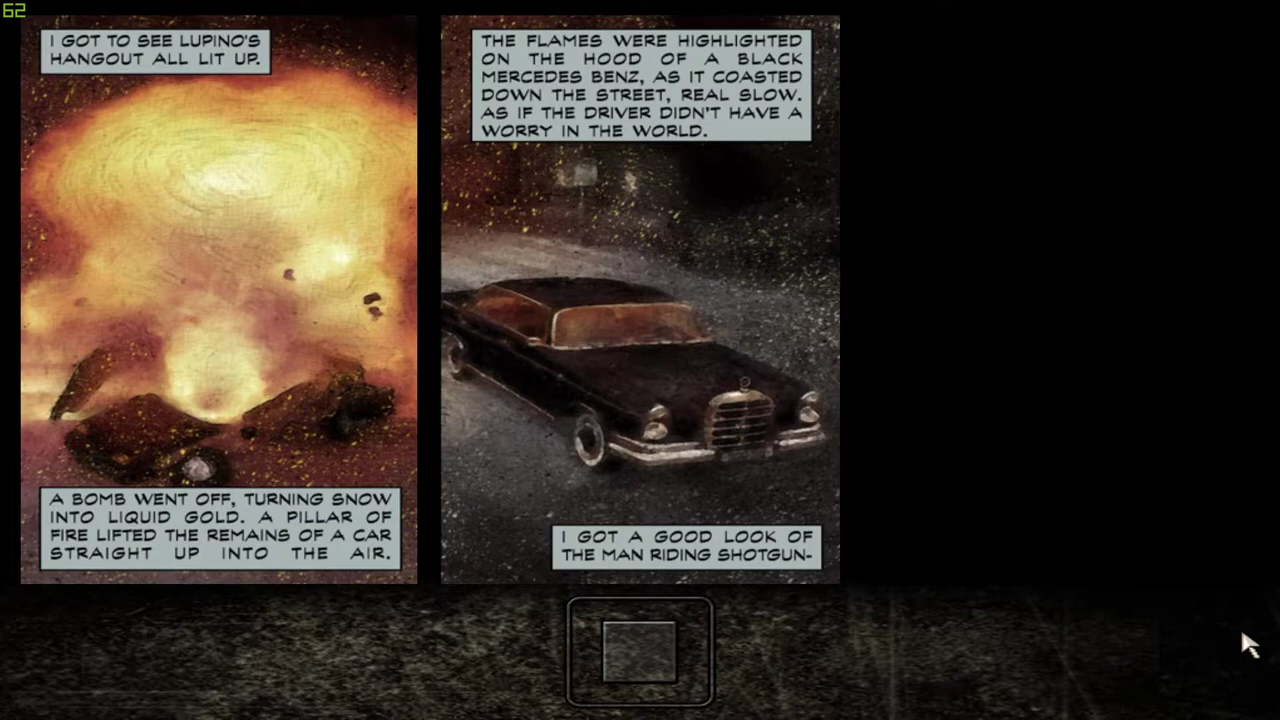 62
I GOT TO SEE LUPINO'S
HANGOUT ALL LIT UP.
A BOMB WENT OFF, TURNING SNOW
INTO LIQUID GOLD. A PILLAR OF
FIRE LIFTED THE REMAINS OF A CAR
STRAIGHT UP INTO THE AIR.
THE FLAMES WERE HIGHLIGHTED
ON THE HOOD OF A BLACK
MERCEDES BENZ, AS IT COASTED
DOWN THE STREET, REAL SLOW.
AS IF THE DRIVER DIDN'T HAVE A
WORRY IN THE WORLD.
I GOT A GOOD LOOK OF
THE MAN RIDING SHOTGUN-